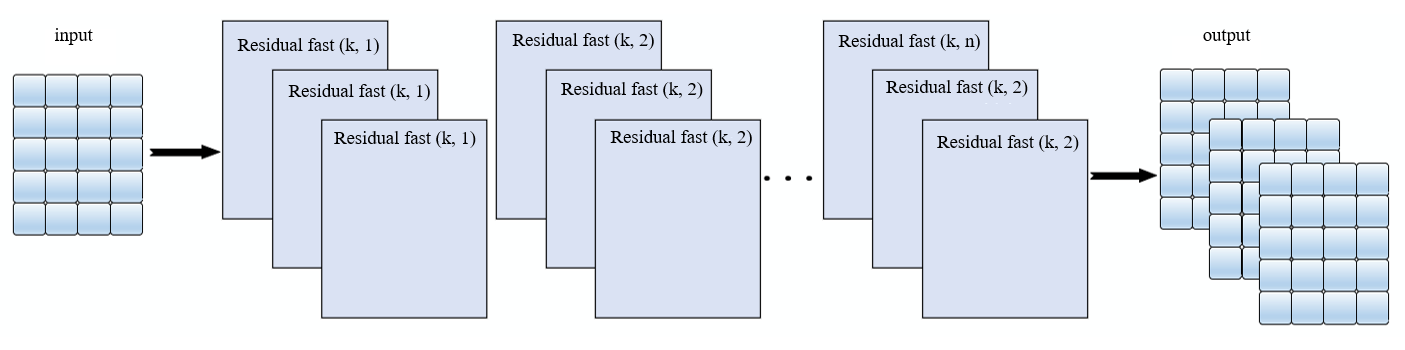 input
Residual fast (k, 1)
Residual fast (k, 1)
Residual fast (k, 1)
Residual fast (k, 2)
Residual fast (k, 2)
Residual fast (k, 2)
. . .
Residual fast (k, n)
Residual fast (k, 2)
Residual fast (k, 2)
output